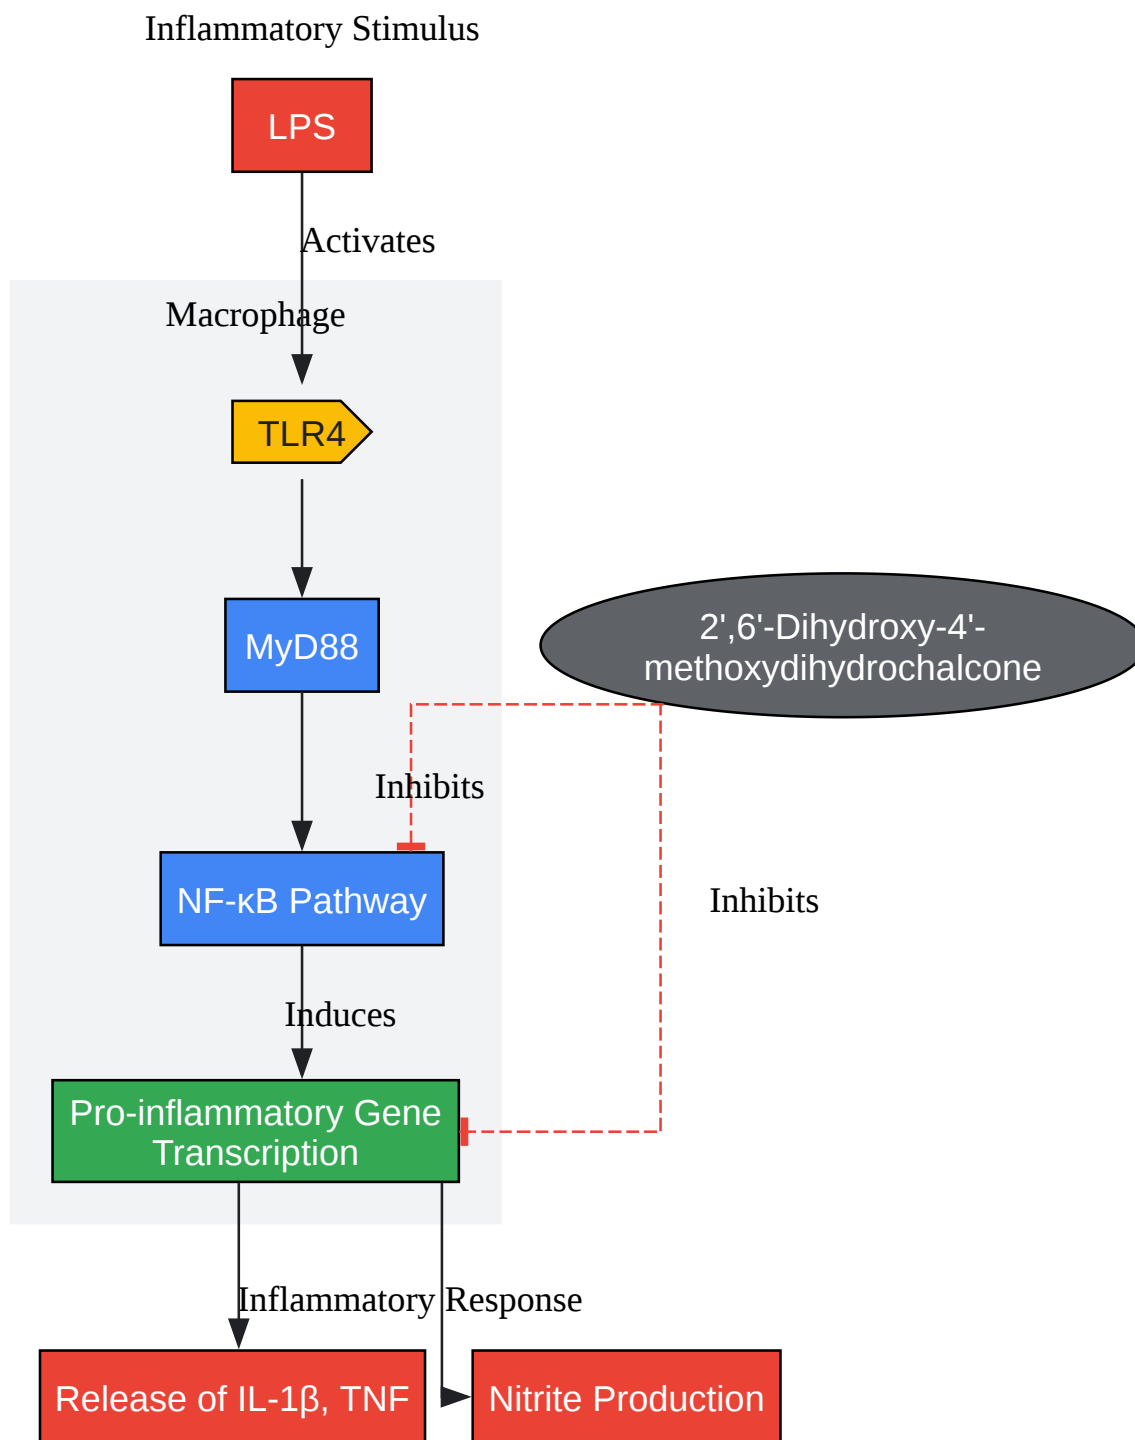 Inflammatory Stimulus
LPS
Activates
Macrophage
TLR4
MyD88
2',6'-Dihydroxy-4'-
methoxydihydrochalcone
Inhibits
NF-κB Pathway
Inhibits
Induces
Pro-inflammatory Gene
Transcription
Inflammatory Response
Release of IL-1β, TNF
Nitrite Production